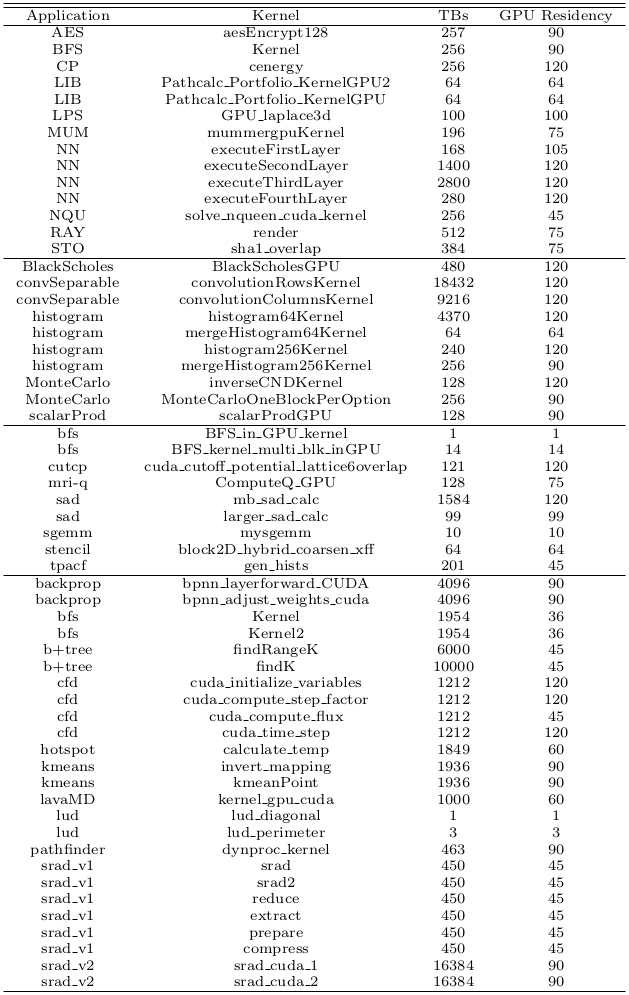 Application Kernel TBs GPU Residency
AES aesEncrypt128 257 90
BFS Kernel 256 90
CP cenergy 256 120
LIB Pathcalc_Portfolio_KernelGPU2 64 64
LIB Pathcalc_Portfolio_KernelGPU 64 64
LPS GPU_laplace3d 100 100
MUM mummergpuKernel 196 75
NN executeFirstLayer 168 105
NN executeSecondLayer 1400 120
NN executeThirdLayer 2800 120
NN executeFourthLayer 280 120
NQU solve_nqueen_cuda_kernel 256 45
RAY render 512 75
STO sha1_overlap 384 75
BlackScholes BlackScholesGPU 480 120
convSeparable convolutionRowsKernel 18432 120
convSeparable convolutionColumnsKernel 9216 120
histogram histogram64Kernel 4370 120
histogram mergeHistogram64Kernel 64 64
histogram histogram256Kernel 240 120
histogram mergeHistogram256Kernel 256 90
MonteCarlo inverseCNDKernel 128 120
MonteCarlo MonteCarloOneBlockPerOption 256 90
scalarProd scalarProdGPU 128 90
bfs BFS_in_GPU_kernel 1 1
bfs BFS_kernel_multi_blk_inGPU 14 14
cutcp cuda_cutoff_potential_lattice6overlap 121 120
mri-q ComputeQ_GPU 128 75
sad mb_sad_calc 1584 120
sad larger_sad_calc 99 99
sgemm mysgemm 10 10
stencil block2D_hybrid_coarsen_xff 64 64
tpacf gen_hists 201 45
backprop bpnn_layerforward_CUDA 4096 90
backprop bpnn_adjust_weights_cuda 4096 90
bfs Kernel 1954 36
bfs Kernel2 1954 36
b+tree findRangeK 6000 45
b+tree findK 10000 45
cfd cuda_initialize_variables 1212 120
cfd cuda_compute_step_factor 1212 120
cfd cuda_compute_flux 1212 45
cfd cuda_time_step 1212 120
hotspot calculate_temp 1849 60
kmeans invert_mapping 1936 90
kmeans kmeanPoint 1936 90
lavaMD kernel_gpu_cuda 1000 60
lud lud_diagonal 1 1
lud lud_perimeter 3 3
pathfinder dynproc_kernel 463 90
srad_v1 srad 450 45
srad_v1 srad2 450 45
srad_v1 reduce 450 45
srad_v1 extract 450 45
srad_v1 prepare 450 45
srad_v1 compress 450 45
srad_v2 srad_cuda_1 16384 90
srad_v2 srad_cuda_2 16384 90